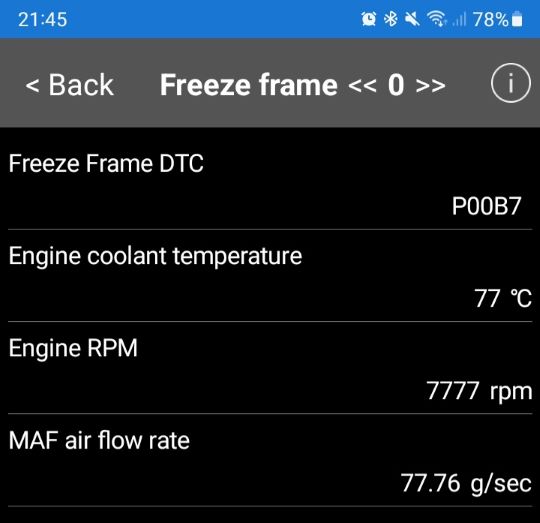 21:45 78%
< Back Freeze frame << 0 >> i
Freeze Frame DTC
P00B7
Engine coolant temperature
77 °C
Engine RPM
7777 rpm
MAF air flow rate
77.76 g/sec